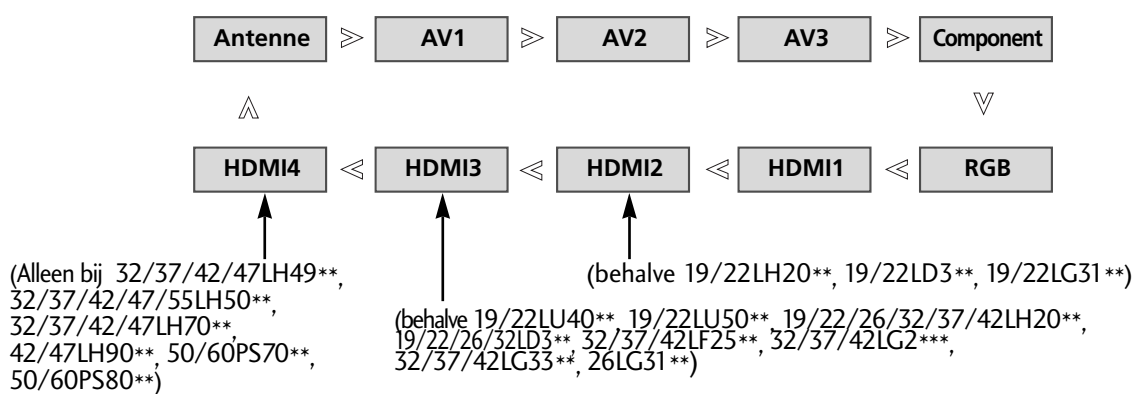 Antenne > AV1 > AV2 > AV3 > Component
HDMI4 < HDMI3 < HDMI2 < HDMI1 < RGB
(Alleen bij 32/37/42/47LH49**,
32/37/42/47/55LH50**,
32/37/42/47LH70**,
42/47LH90**, 50/60PS70**,
50/60PS80**)
(behalve 19/22LU40**, 19/22LU50**, 19/22/26/32/37/42LH20**,
19/22/26/32LD3**, 32/37/42LF25**, 32/37/42LG2***,
32/37/42LG33**, 26LG31**)
(behalve 19/22LH20**, 19/22LD3**, 19/22LG31**)